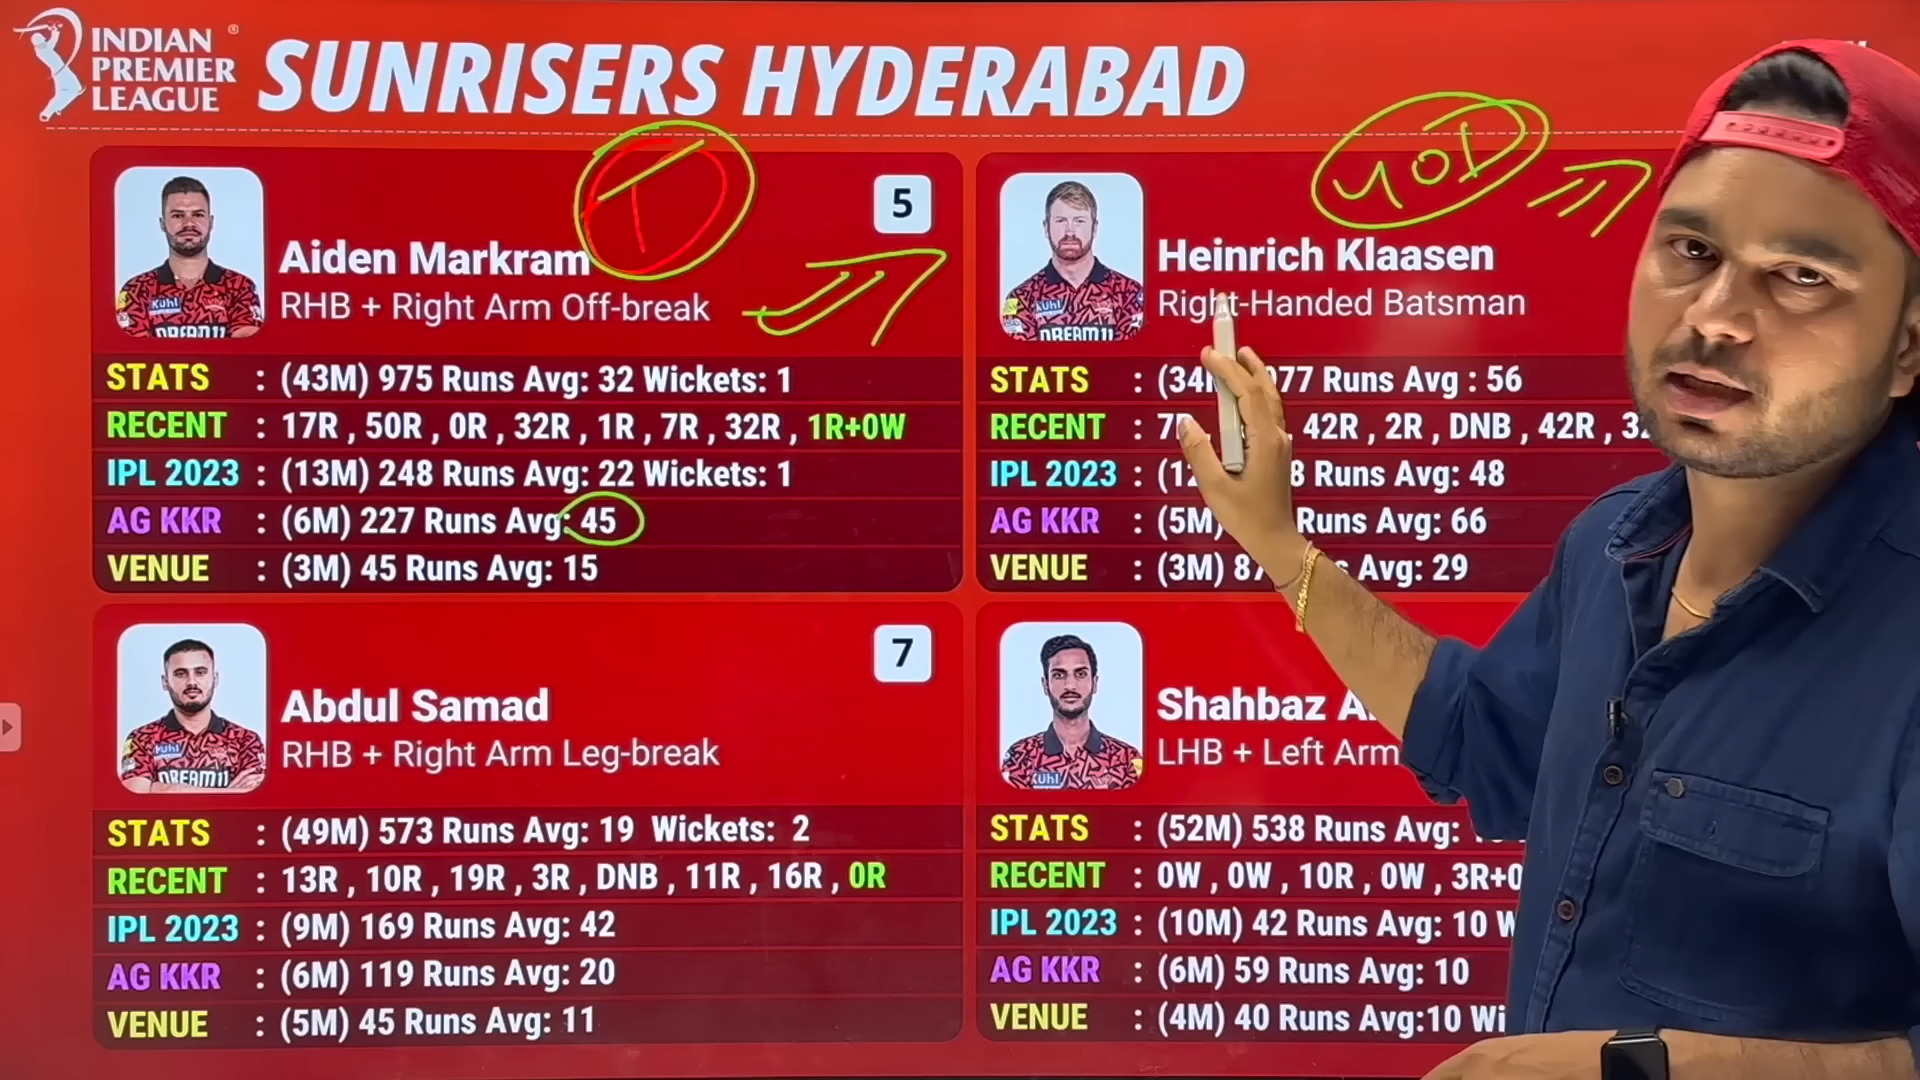 INDIAN
PREMIER
LEAGUE
SUNRISERS HYDERABAD
T
5
Aiden Markram
RHB + Right Arm Off-break
STATS : (43M) 975 Runs Avg: 32 Wickets: 1
RECENT : 17R , 50R , 0R , 32R , 1R , 7R , 32R , 1R+0W
IPL 2023 : (13M) 248 Runs Avg: 22 Wickets: 1
AG KKR : (6M) 227 Runs Avg: 45
VENUE : (3M) 45 Runs Avg: 15
Heinrich Klaasen
Right-Handed Batsman
STATS : 77 Runs Avg : 56
RECENT : 42R , 2R , DNB , 42R ,
IPL 2023 : Runs Avg: 48
AG KKR : (5M) Runs Avg: 66
VENUE : (3M) Avg: 29
7
Abdul Samad
RHB + Right Arm Leg-break
STATS : (49M) 573 Runs Avg: 19 Wickets: 2
RECENT : 13R , 10R , 19R , 3R , DNB , 11R , 16R , 0R
IPL 2023 : (9M) 169 Runs Avg: 42
AG KKR : (6M) 119 Runs Avg: 20
VENUE : (5M) 45 Runs Avg: 11
Shahbaz
LHB + Left Arm
STATS : (52M) 538 Runs Avg:
RECENT : 0W , 0W , 10R , 0W , 3R+0
IPL 2023 : (10M) 42 Runs Avg: 10
AG KKR : (6M) 59 Runs Avg: 10
VENUE : (4M) 40 Runs Avg:10